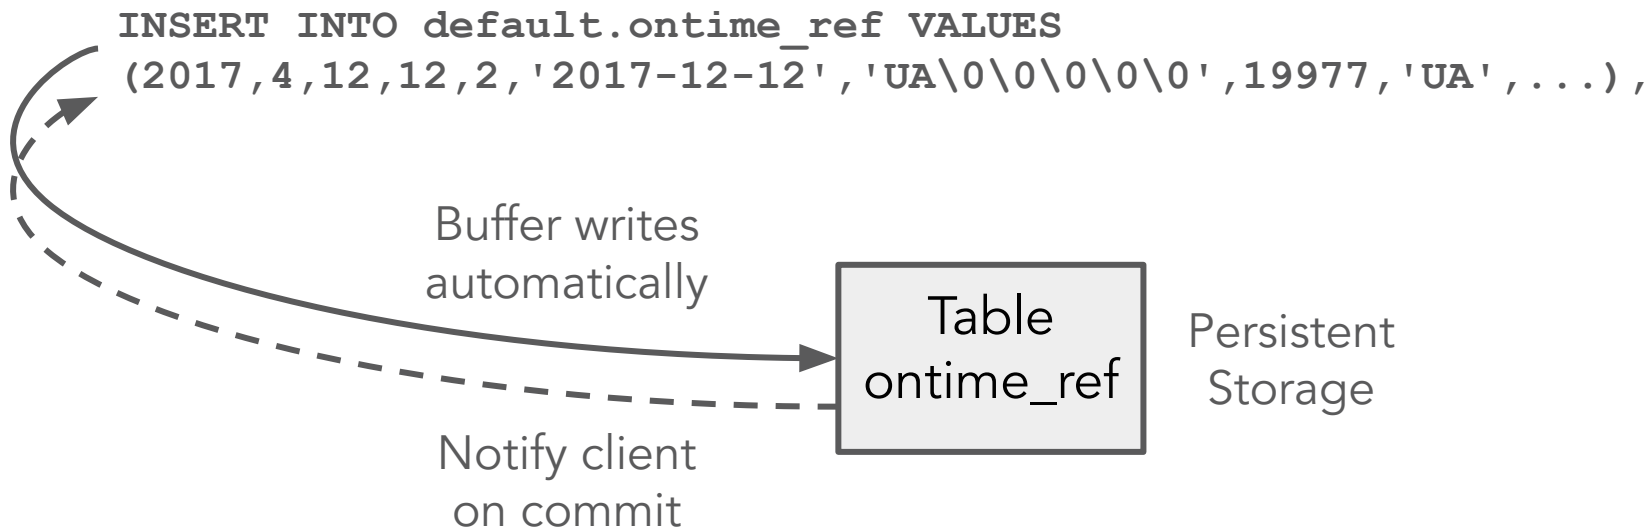 INSERT INTO default.ontime_ref VALUES
(2017,4,12,12,2,'2017-12-12','UA\0\0\0\0\0',19977,'UA',...),
Buffer writes
automatically
Table
ontime_ref
Persistent
Storage
Notify client
on commit